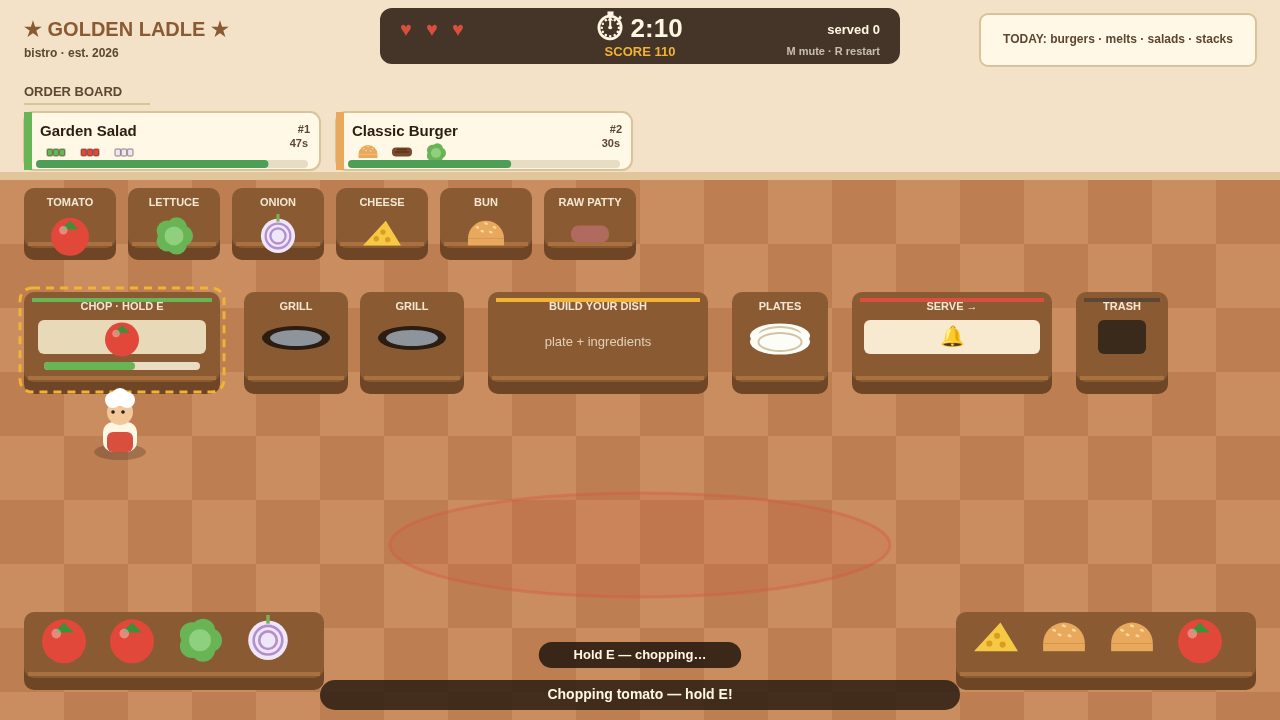 ★ GOLDEN LADLE ★
bistro · est. 2026
♥ ♥ ♥
2:10
SCORE 110
served 0
M mute · R restart
TODAY: burgers · melts · salads · stacks
ORDER BOARD
Garden Salad
#1
47s
Classic Burger
#2
30s
TOMATO
LETTUCE
ONION
CHEESE
BUN
RAW PATTY
CHOP · HOLD E
GRILL
GRILL
BUILD YOUR DISH
plate + ingredients
PLATES
SERVE →
TRASH
Hold E — chopping…
Chopping tomato — hold E!